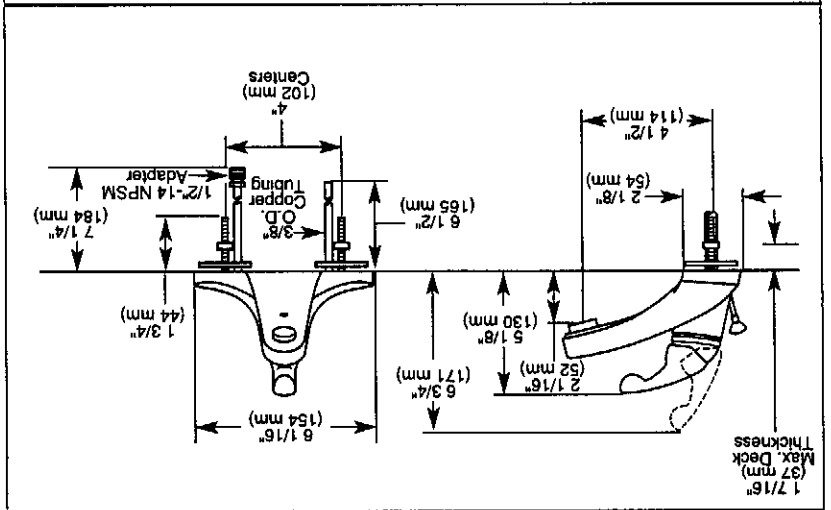 1 7/16"
(37 mm)
Max. Deck
Thickness
6 3/4"
(171 mm)
2 1/16"
(52 mm)
5 1/8"
(130 mm)
6 1/16"
(154 mm)
2 1/8"
(54 mm)
4 1/2"
(114 mm)
6 1/2"
(165 mm)
3/8"
O.D.
Copper
Tubing
1 3/4"
(44 mm)
7 1/4"
(184 mm)
1/2"-14 NPSM
Adapter
4"
(102 mm)
Centers